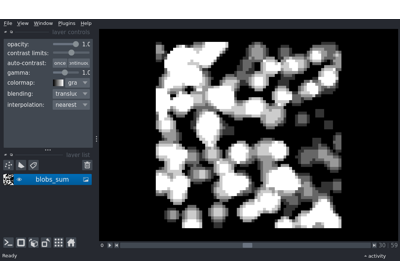 File View Window Plugins Help
layer controls
opacity: 1.0
contrast limits:
auto-contrast: once
gamma: 1.0
colormap: gra
blending: translu
interpolation: nearest
layer list
blobs_sum
0 30 59
Ready activity